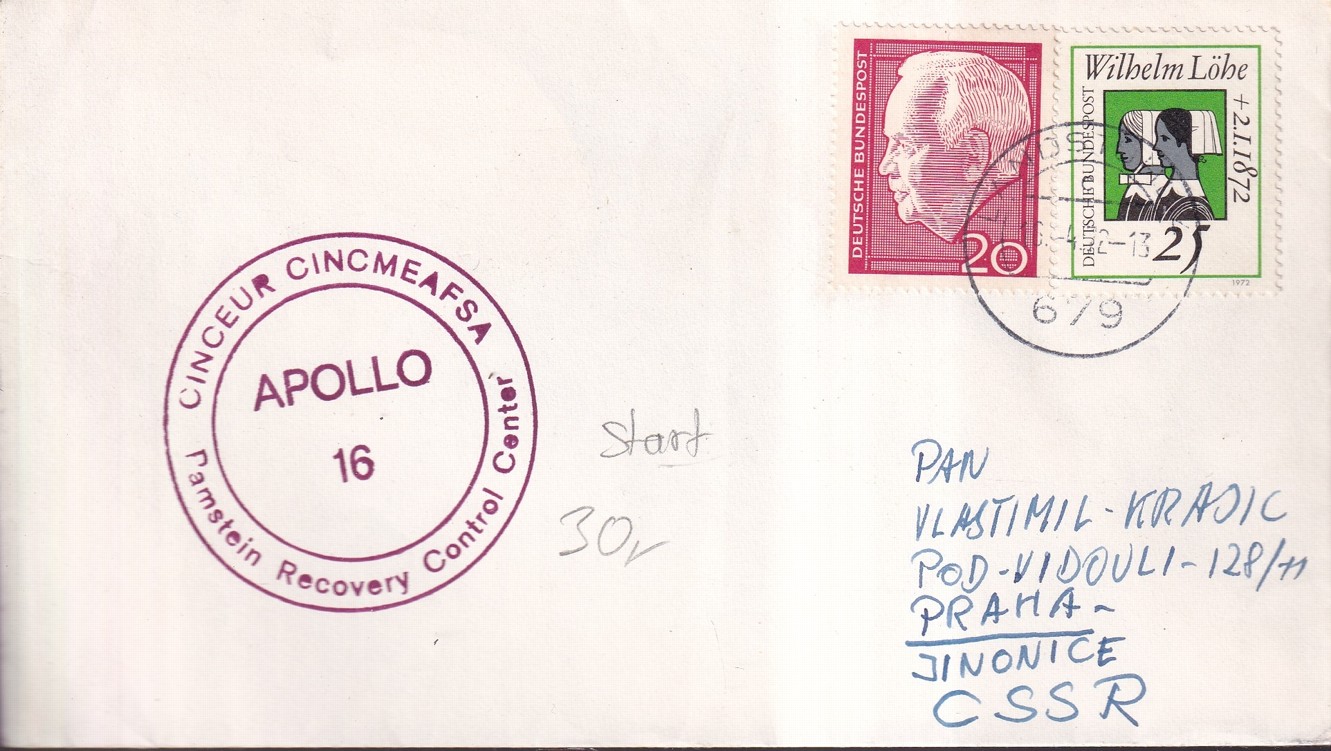 DEUTSCHE BUNDESPOST
20
Wilhelm Löhe
DEUTSCHE BUNDESPOST
+2.I.1872
25
1972
-13
679
CINCEUR CINCMEAFSA
APOLLO
16
Ramstein Recovery Control Center
Start
30,-
PAN
VLASTIMIL-KRAJIC
POD-VIDOULI-128/11
PRAHA-
JINONICE
CSSR